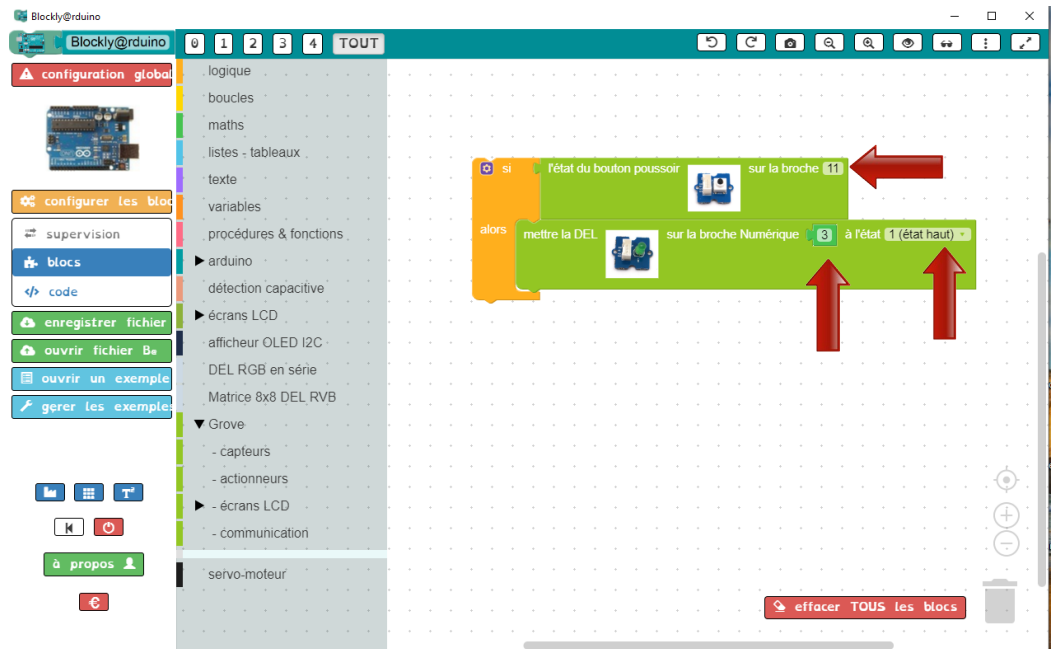 Blockly@rduino
Blockly@rduino
0 1 2 3 4 TOUT
configuration global
configurer les bloc
supervision
blocs
code
enregistrer fichier
ouvrir fichier Be
ouvrir un exemple
gerer les exemples
à propos
€
logique
boucles
maths
listes - tableaux
texte
variables
procédures & fonctions
arduino
détection capacitive
écrans LCD
afficheur OLED I2C
DEL RGB en série
Matrice 8x8 DEL RVB
Grove
- capteurs
- actionneurs
- écrans LCD
- communication
servo-moteur
si l'état du bouton poussoir sur la broche 11
alors mettre la DEL sur la broche Numérique 3 à l'état 1 (état haut)
effacer TOUS les blocs